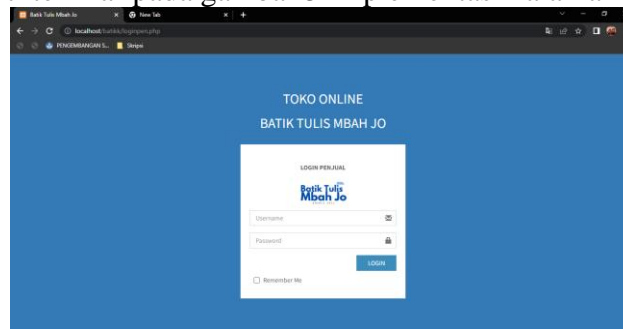 Batik Tulis Mbah Jo
New Tab
localhost/batikk/loginpen.php
PENGEMBANGAN S...
Skripsi
TOKO ONLINE
BATIK TULIS MBAH JO
LOGIN PENJUAL
Batik Tulis
Mbah Jo
Username
Password
LOGIN
Remember Me